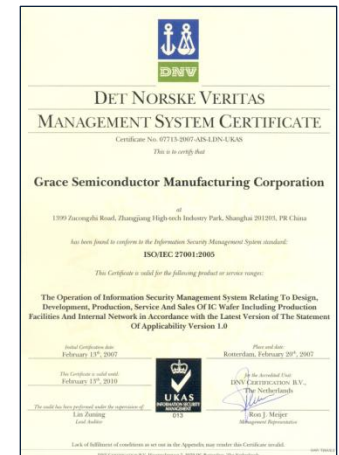 DNV
DET NORSKE VERITAS
MANAGEMENT SYSTEM CERTIFICATE
Certificate No. 07713-2007-AIS-LDN-UKAS
This is to certify that
Grace Semiconductor Manufacturing Corporation
at
1399 Zuchongzhi Road, Zhangjiang High-tech Industry Park, Shanghai 201203, PR China
has been found to conform to the Information Security Management System standard:
ISO/IEC 27001:2005
This Certificate is valid for the following product or service ranges:
The Operation of Information Security Management System Relating To Design,
Development, Production, Service And Sales Of IC Wafer Including Production
Facilities And Internal Network in Accordance with the Latest Version of The Statement
Of Applicability Version 1.0
Initial Certification date:
February 13th, 2007
Place and date:
Rotterdam, February 20th, 2007
This Certificate is valid until:
February 13th, 2010
for the Accredited Unit:
DNV CERTIFICATION B.V.,
The Netherlands
UKAS
INFORMATION SECURITY
MANAGEMENT
013
The audit has been performed under the supervision of
Lin Zuning
Lead Auditor
Ron J. Meijer
Management Representative
Lack of fulfilment of conditions as set out in the Appendix may render this Certificate invalid.